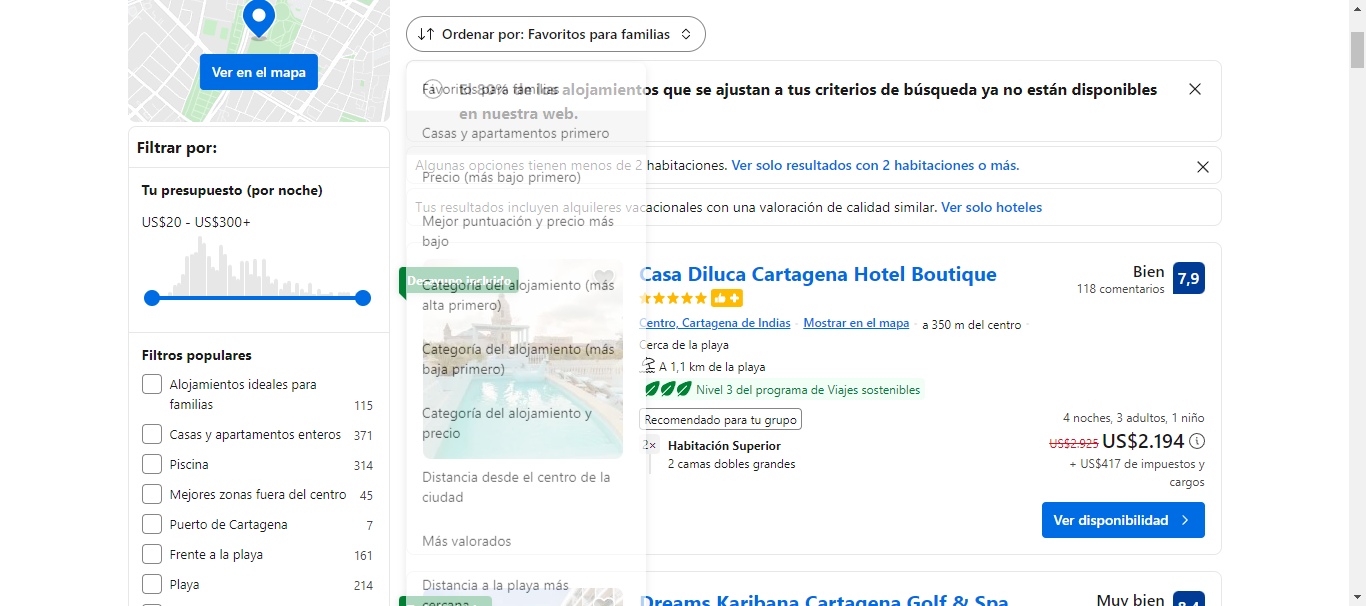 Ver en el mapa
Filtrar por:
Tu presupuesto (por noche)
US$20 - US$300+
Filtros populares
Alojamientos ideales para
familias
115
Casas y apartamentos enteros 371
Piscina 314
Mejores zonas fuera del centro 45
Puerto de Cartagena 7
Frente a la playa 161
Playa 214
Ordenar por: Favoritos para familias
Favoritos para familias
Casas y apartamentos primero
Precio (más bajo primero)
Mejor puntuación y precio más
bajo
Categoría del alojamiento (más
alta primero)
Categoría del alojamiento (más
baja primero)
Categoría del alojamiento y
precio
Distancia desde el centro de la
ciudad
Más valorados
Distancia a la playa más
cercana
El 80% de los alojamientos que se ajustan a tus criterios de búsqueda ya no están disponibles
en nuestra web.
Algunas opciones tienen menos de 2 habitaciones. Ver solo resultados con 2 habitaciones o más.
Tus resultados incluyen alquileres vacacionales con una valoración de calidad similar. Ver solo hoteles
Desayuno incluido
Casa Diluca Cartagena Hotel Boutique
Bien
118 comentarios
7,9
Centro, Cartagena de Indias Mostrar en el mapa a 350 m del centro
Cerca de la playa
A 1,1 km de la playa
Nivel 3 del programa de Viajes sostenibles
Recomendado para tu grupo
2× Habitación Superior
2 camas dobles grandes
4 noches, 3 adultos, 1 niño
US$2.925 US$2.194
+ US$417 de impuestos y
cargos
Ver disponibilidad
Dreams Karibana Cartagena Golf & Spa
Muy bien
8,4